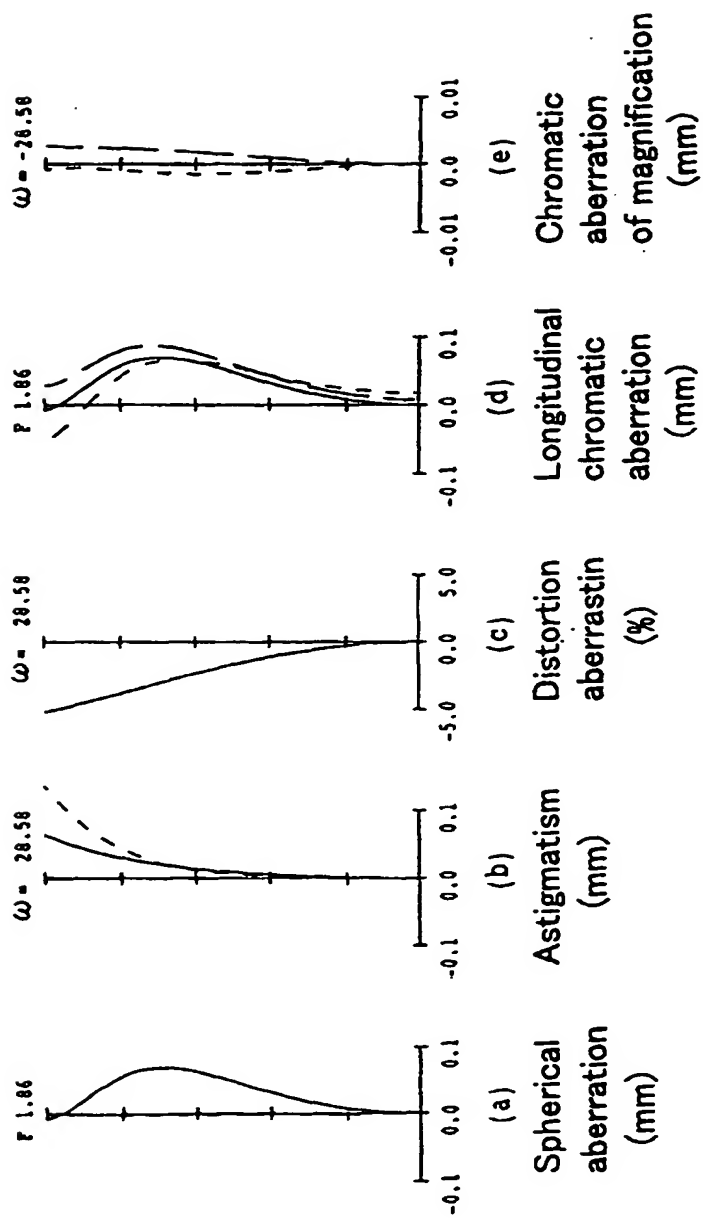 F 1.86
-0.1 0.0 0.1
(a)
Spherical
aberration
(mm)
ω = 28.58
-0.1 0.0 0.1
(b)
Astigmatism
(mm)
ω = 28.58
-5.0 0.0 5.0
(c)
Distortion
aberrastin
(%)
F 1.86
-0.1 0.0 0.1
(d)
Longitudinal
chromatic
aberration
(mm)
ω = -28.58
-0.01 0.0 0.01
(e)
Chromatic
aberration
of magnification
(mm)